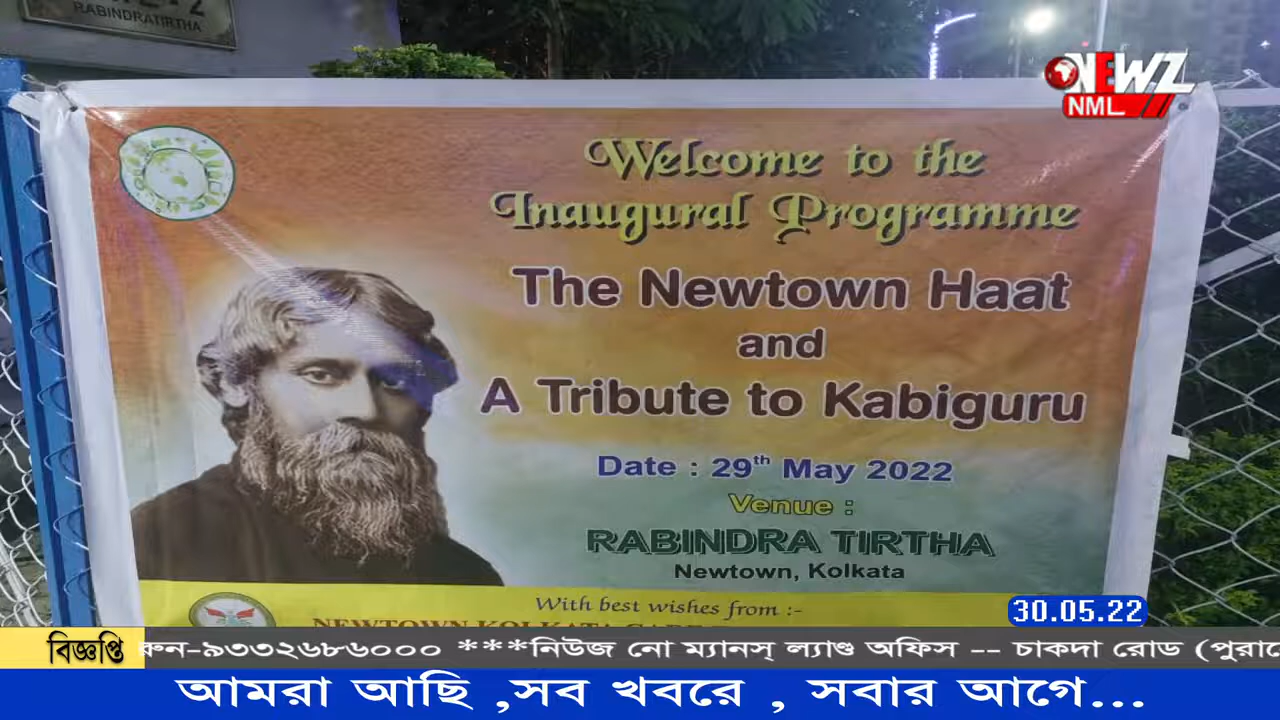 RABINDRATIRTHA
NEWZ
NML
Welcome to the
Inaugural Programme
The Newtown Haat
and
A Tribute to Kabiguru
Date : 29th May 2022
Venue :
RABINDRA TIRTHA
Newtown, Kolkata
With best wishes from :-
NEWTOWN KOLKATA
30.05.22
বিজ্ঞপ্তি
রুন-৯৩৩২৬৮৬০০০ ***নিউজ নো ম্যানস্ ল্যাণ্ড অফিস -- চাকদা রোড (পুরা
আমরা আছি ,সব খবরে , সবার আগে...